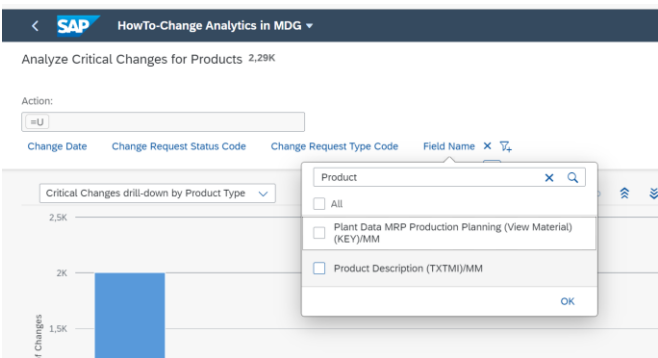 SAP HowTo-Change Analytics in MDG
Analyze Critical Changes for Products 2,29K
Action:
=U
Change Date Change Request Status Code Change Request Type Code Field Name
Product
All
Plant Data MRP Production Planning (View Material)
(KEY)/MM
Product Description (TXTMI)/MM
OK
Critical Changes drill-down by Product Type
2,5K
2K
1,5K
Changes